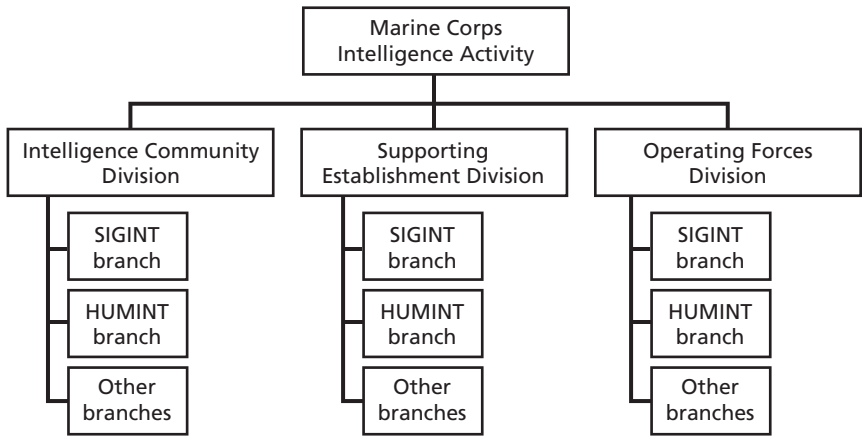 Marine Corps
Intelligence Activity
Intelligence Community
Division
Supporting
Establishment Division
Operating Forces
Division
SIGINT
branch
HUMINT
branch
Other
branches
SIGINT
branch
HUMINT
branch
Other
branches
SIGINT
branch
HUMINT
branch
Other
branches